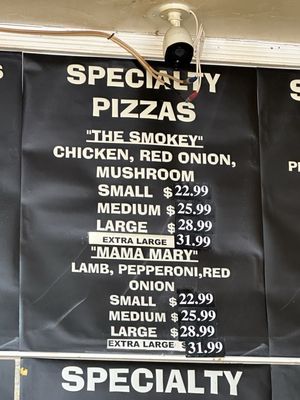 SPECIALTY
PIZZAS
"THE SMOKEY"
CHICKEN, RED ONION,
MUSHROOM
SMALL $22.99
MEDIUM $25.99
LARGE $28.99
EXTRA LARGE 31.99
"MAMA MARY"
LAMB, PEPPERONI,RED
ONION
SMALL $22.99
MEDIUM $25.99
LARGE $28.99
EXTRA LARGE $31.99
SPECIALTY